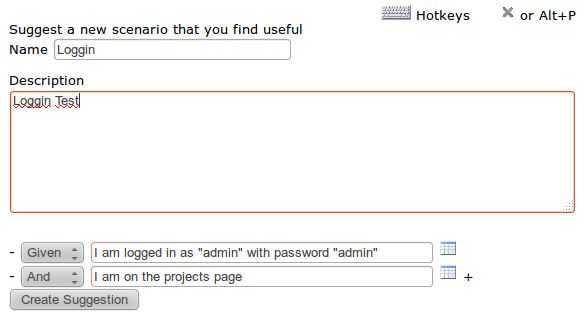 Hotkeys or Alt+P
Suggest a new scenario that you find useful
Name Loggin
Description
Loggin Test
- Given I am logged in as "admin" with password "admin"
- And I am on the projects page +
Create Suggestion